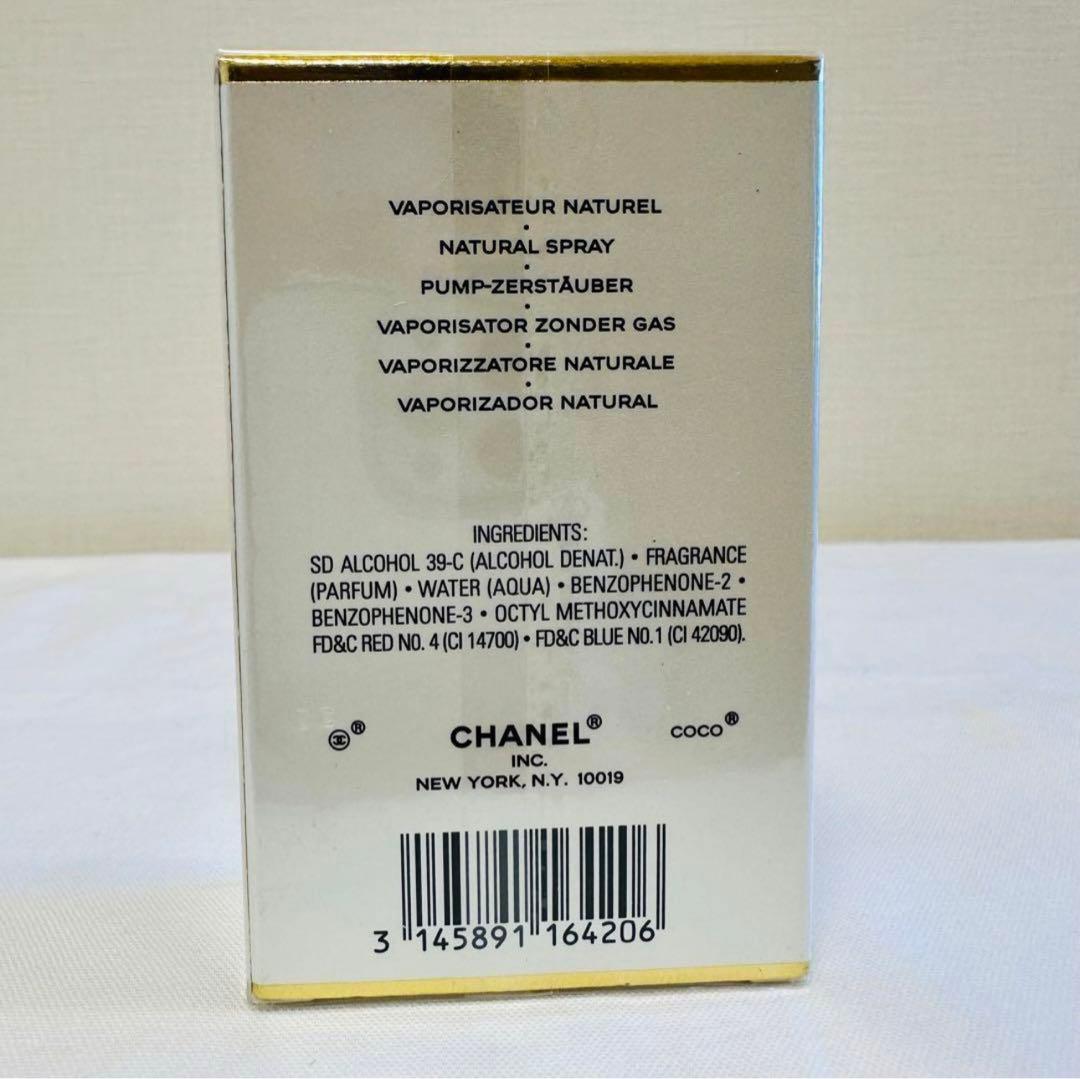 VAPORISATEUR NATUREL
•
NATURAL SPRAY
•
PUMP-ZERSTÄUBER
•
VAPORISATOR ZONDER GAS
•
VAPORIZZATORE NATURALE
•
VAPORIZADOR NATURAL
INGREDIENTS:
SD ALCOHOL 39-C (ALCOHOL DENAT.) • FRAGRANCE
(PARFUM) • WATER (AQUA) • BENZOPHENONE-2 •
BENZOPHENONE-3 • OCTYL METHOXYCINNAMATE
FD&C RED NO. 4 (CI 14700) • FD&C BLUE NO.1 (CI 42090).
® CHANEL® COCO®
INC.
NEW YORK, N.Y. 10019
3 145891 164206